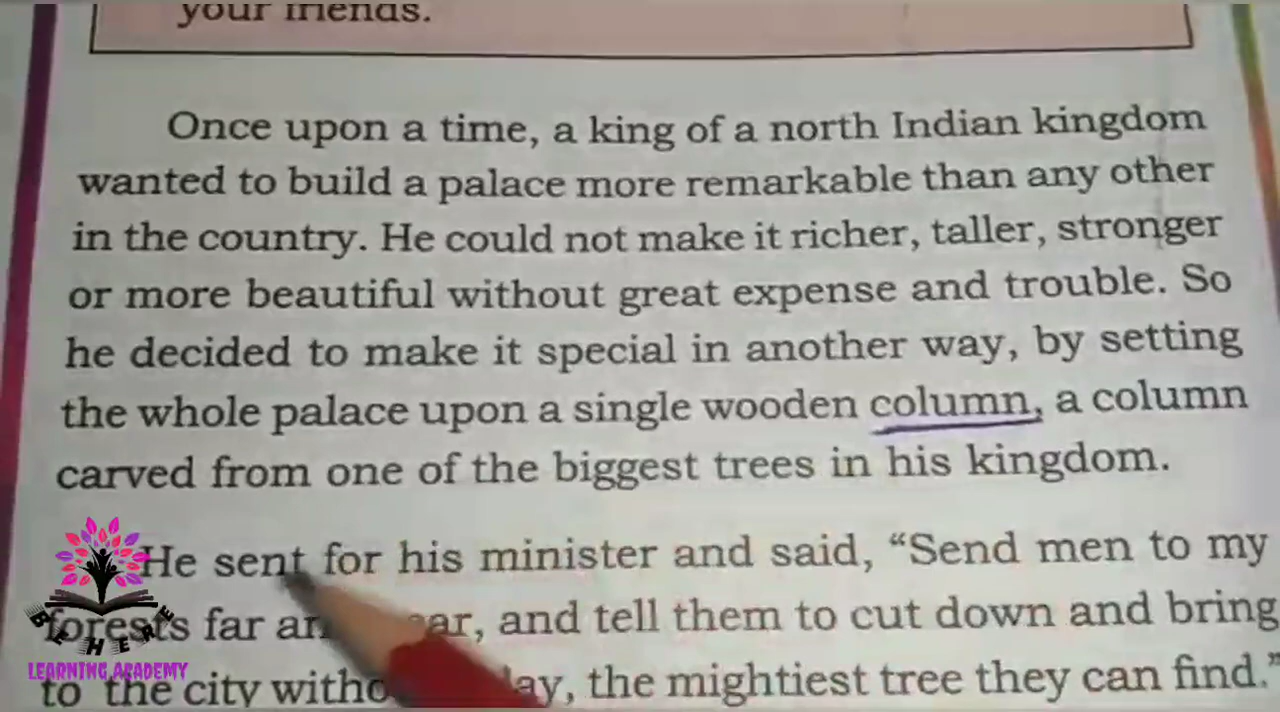 your friends.
Once upon a time, a king of a north Indian kingdom
wanted to build a palace more remarkable than any other
in the country. He could not make it richer, taller, stronger
or more beautiful without great expense and trouble. So
he decided to make it special in another way, by setting
the whole palace upon a single wooden column, a column
carved from one of the biggest trees in his kingdom.
He sent for his minister and said, “Send men to my
forests far and near, and tell them to cut down and bring
to the city the mightiest tree they can find.”
BE HERE
LEARNING ACADEMY